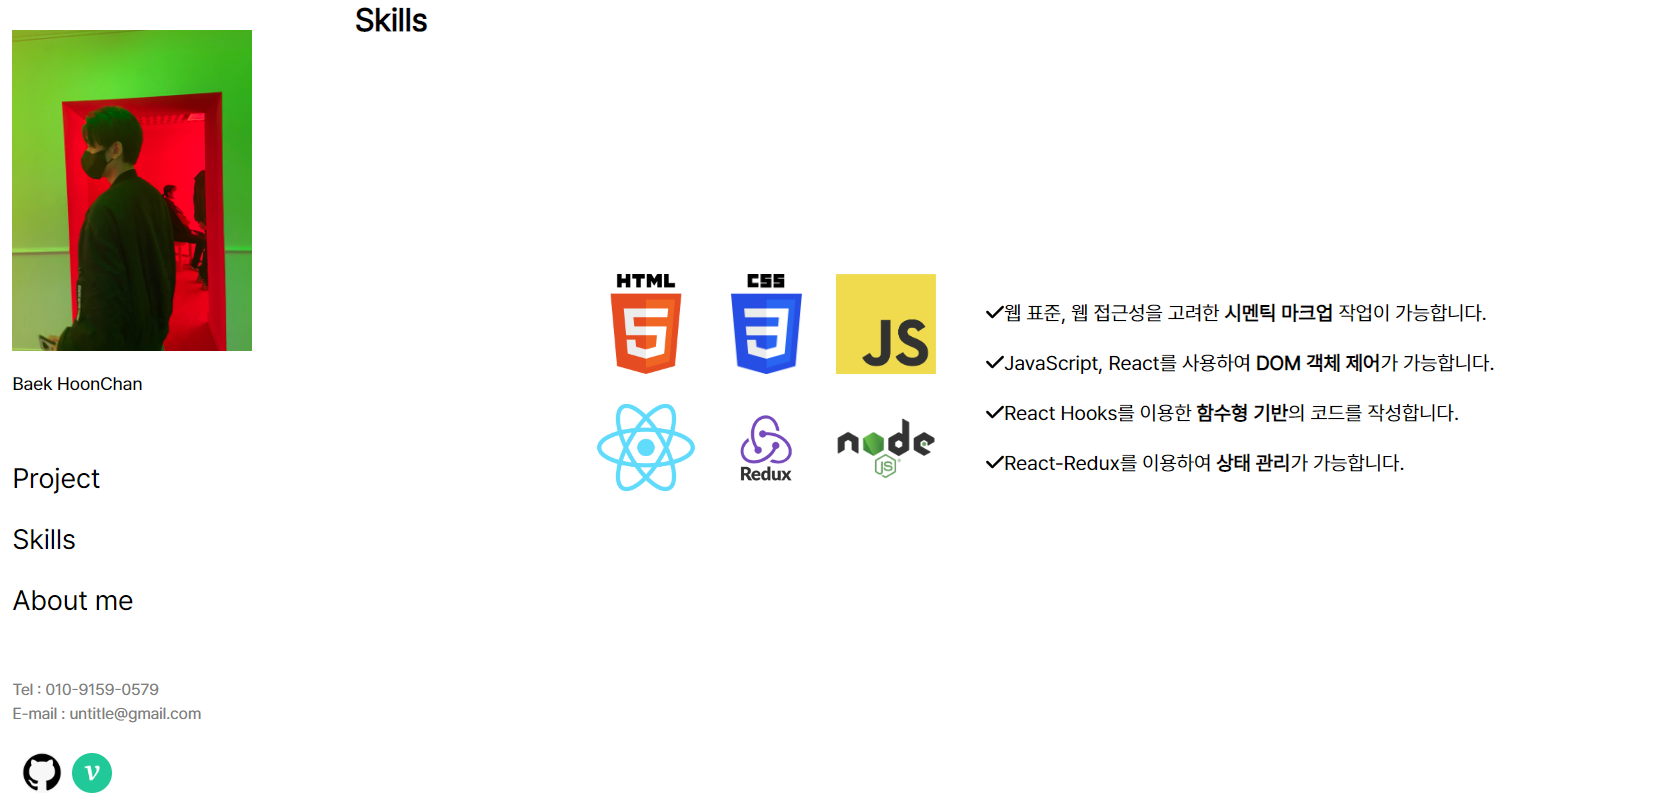 Skills
Baek HoonChan
Project
Skills
About me
Tel : 010-9159-0579
E-mail : untitle@gmail.com
HTML
CSS
JS
Redux
node
JS
웹 표준, 웹 접근성을 고려한 시멘틱 마크업 작업이 가능합니다.
JavaScript, React를 사용하여 DOM 객체 제어가 가능합니다.
React Hooks를 이용한 함수형 기반의 코드를 작성합니다.
React-Redux를 이용하여 상태 관리가 가능합니다.